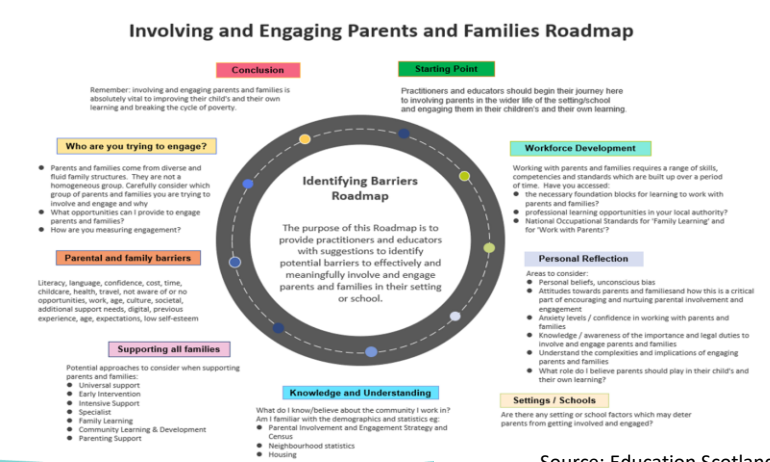 Involving and Engaging Parents and Families Roadmap
Conclusion
Remember: involving and engaging parents and families is
absolutely vital to improving their child's and their own
learning and breaking the cycle of poverty.
Starting Point
Practitioners and educators should begin their journey here
to involving parents in the wider life of the setting/school
and engaging them in their children's and their own learning.
Who are you trying to engage?
● Parents and families come from diverse and
fluid family structures. They are not a
homogeneous group. Carefully consider which
group of parents and families you are trying to
involve and engage and why
● What opportunities can I provide to engage
parents and families?
● How are you measuring engagement?
Identifying Barriers
Roadmap
The purpose of this Roadmap is to
provide practitioners and educators
with suggestions to identify
potential barriers to effectively and
meaningfully involve and engage
parents and families in their setting
or school.
Workforce Development
Working with parents and families requires a range of skills,
competencies and standards which are built up over a period
of time. Have you accessed:
● the necessary foundation blocks for learning to work with
parents and families?
● professional learning opportunities in your local authority?
● National Occupational Standards for 'Family Learning' and
for 'Work with Parents'?
Parental and family barriers
Literacy, language, confidence, cost, time,
childcare, health, travel, not aware of or no
opportunities, work, age, culture, societal,
additional support needs, digital, previous
experience, age, expectations, low self-esteem
Personal Reflection
Areas to consider:
● Personal beliefs, unconscious bias
● Attitudes towards parents and familiesand how this is a critical
part of encouraging and nurturing parental involvement and
engagement
● Anxiety levels / confidence in working with parents and
families
● Knowledge / awareness of the importance and legal duties to
involve and engage parents and families
● Understand the complexities and implications of engaging
parents and families
● What role do I believe parents should play in their child's and
their own learning?
Supporting all families
Potential approaches to consider when supporting
parents and families:
● Universal support
● Early Intervention
● Intensive Support
● Specialist
● Family Learning
● Community Learning & Development
● Parenting Support
Knowledge and Understanding
What do I know/believe about the community I work in?
Am I familiar with the demographics and statistics eg:
● Parental Involvement and Engagement Strategy and
Census
● Neighbourhood statistics
● Housing
Settings / Schools
Are there any setting or school factors which may deter
parents from getting involved and engaged?
Source: Education Scotland